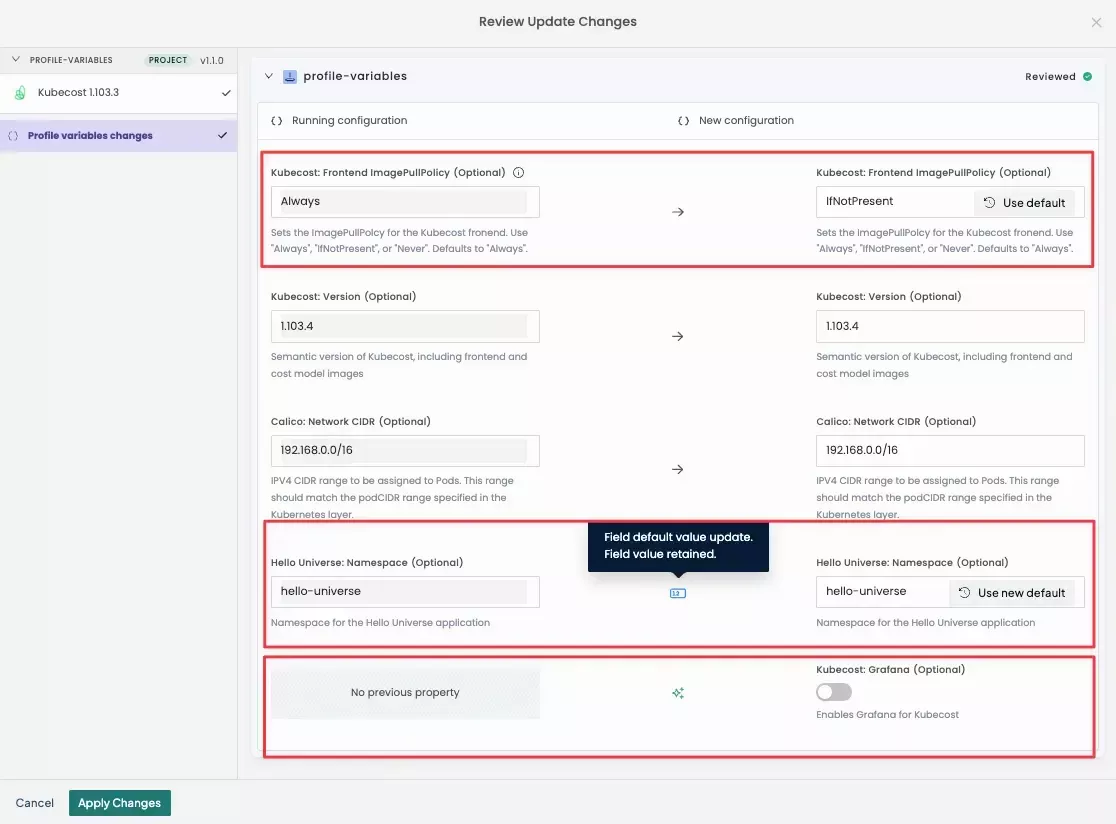 Review Update Changes
PROFILE-VARIABLES PROJECT v1.1.0
Kubecost 1.103.3
Profile variables changes
profile-variables
Reviewed
Running configuration
New configuration
Kubecost: Frontend ImagePullPolicy (Optional)
Always
Sets the ImagePullPolcy for the Kubecost fronend. Use
"Always", "IfNotPresent", or "Never". Defaults to "Always".
Kubecost: Frontend ImagePullPolicy (Optional)
IfNotPresent
Use default
Sets the ImagePullPolcy for the Kubecost fronend. Use
"Always", "IfNotPresent", or "Never". Defaults to "Always".
Kubecost: Version (Optional)
1.103.4
Semantic version of Kubecost, including frontend and
cost model images
Kubecost: Version (Optional)
1.103.4
Semantic version of Kubecost, including frontend and
cost model images
Calico: Network CIDR (Optional)
192.168.0.0/16
IPV4 CIDR range to be assigned to Pods. This range
should match the podCIDR range specified in the
Kubernetes layer.
Calico: Network CIDR (Optional)
192.168.0.0/16
IPV4 CIDR range to be assigned to Pods. This range
should match the podCIDR range specified in the
Kubernetes layer.
Field default value update.
Field value retained.
Hello Universe: Namespace (Optional)
hello-universe
Namespace for the Hello Universe application
Hello Universe: Namespace (Optional)
hello-universe
Use new default
Namespace for the Hello Universe application
No previous property
Kubecost: Grafana (Optional)
Enables Grafana for Kubecost
Cancel
Apply Changes